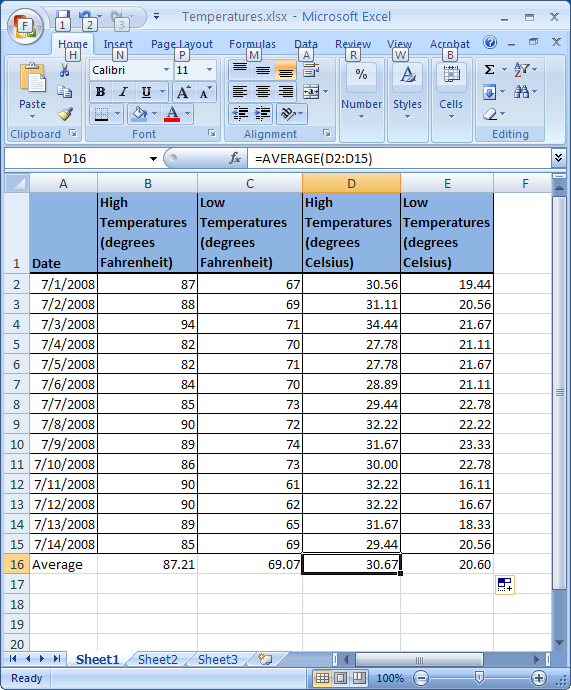 Temperatures.xlsx - Microsoft Excel
F 1 2 3
Home Insert Page Layout Formulas Data Review View Acrobat
H N P M A R W B
Paste
Clipboard
Calibri 11
B I U A A
A
Font
Alignment
% Number
A Styles
Cells
Σ A Z
Editing
D16 fx =AVERAGE(D2:D15)
A B C D E F
1 Date High Temperatures (degrees Fahrenheit) Low Temperatures (degrees Fahrenheit) High Temperatures (degrees Celsius) Low Temperatures (degrees Celsius)
2 7/1/2008 87 67 30.56 19.44
3 7/2/2008 88 69 31.11 20.56
4 7/3/2008 94 71 34.44 21.67
5 7/4/2008 82 70 27.78 21.11
6 7/5/2008 82 71 27.78 21.67
7 7/6/2008 84 70 28.89 21.11
8 7/7/2008 85 73 29.44 22.78
9 7/8/2008 90 72 32.22 22.22
10 7/9/2008 89 74 31.67 23.33
11 7/10/2008 86 73 30.00 22.78
12 7/11/2008 90 61 32.22 16.11
13 7/12/2008 90 62 32.22 16.67
14 7/13/2008 89 65 31.67 18.33
15 7/14/2008 85 69 29.44 20.56
16 Average 87.21 69.07 30.67 20.60
17
18
19
20
Sheet1 Sheet2 Sheet3
Ready 100%